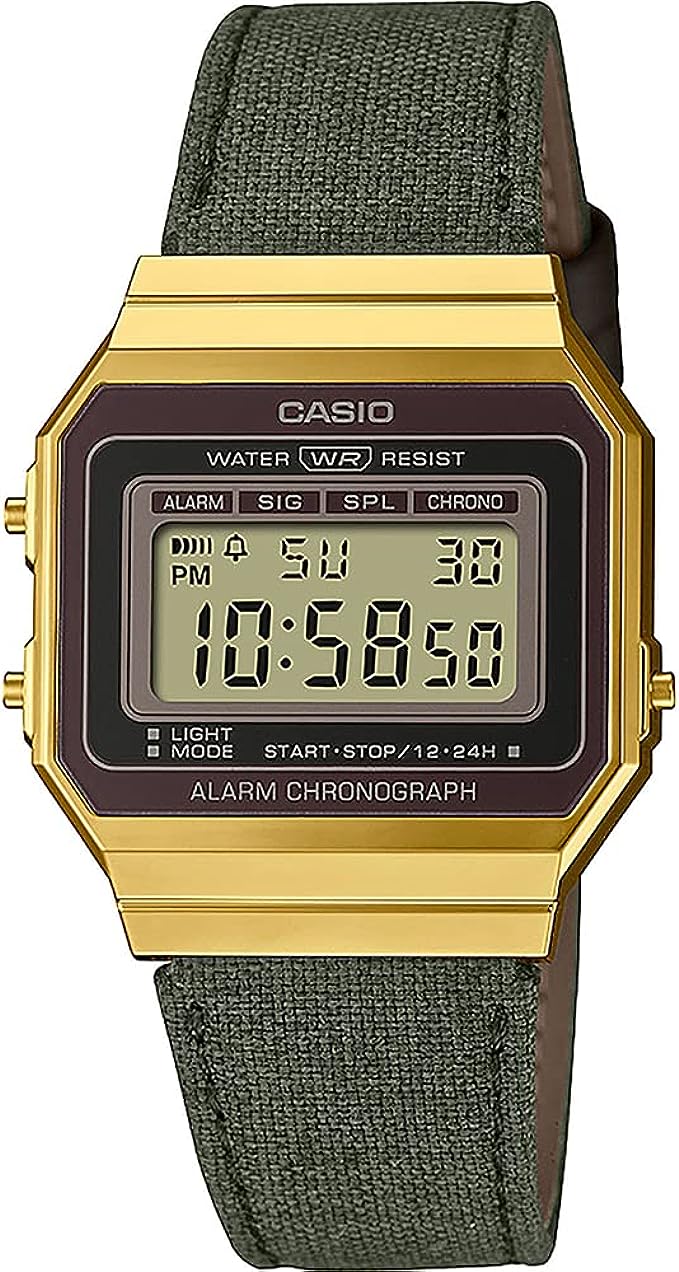 CASIO
WATER WR RESIST
ALARM SIG SPL CHRONO
SU 30
PM
10:58 50
LIGHT
MODE START·STOP/12·24H
ALARM CHRONOGRAPH